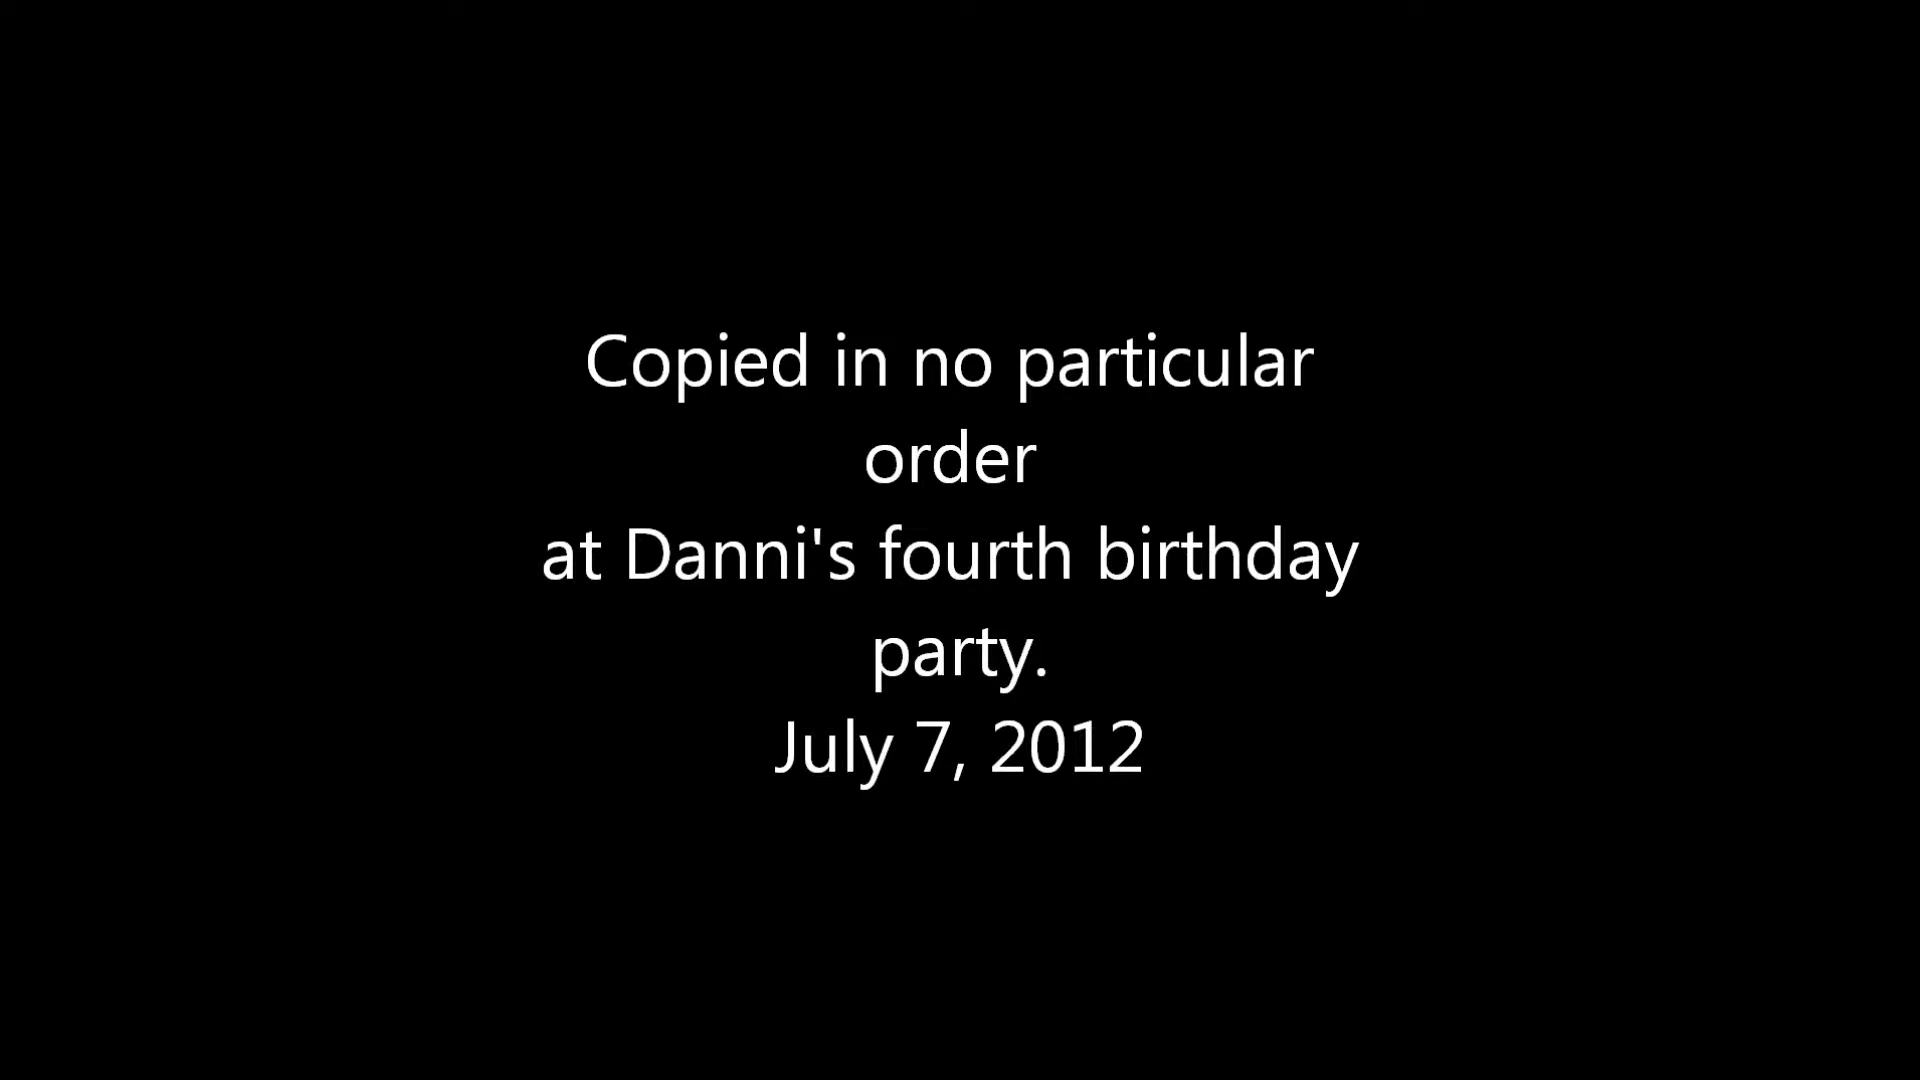 Copied in no particular
order
at Danni's fourth birthday
party.
July 7, 2012